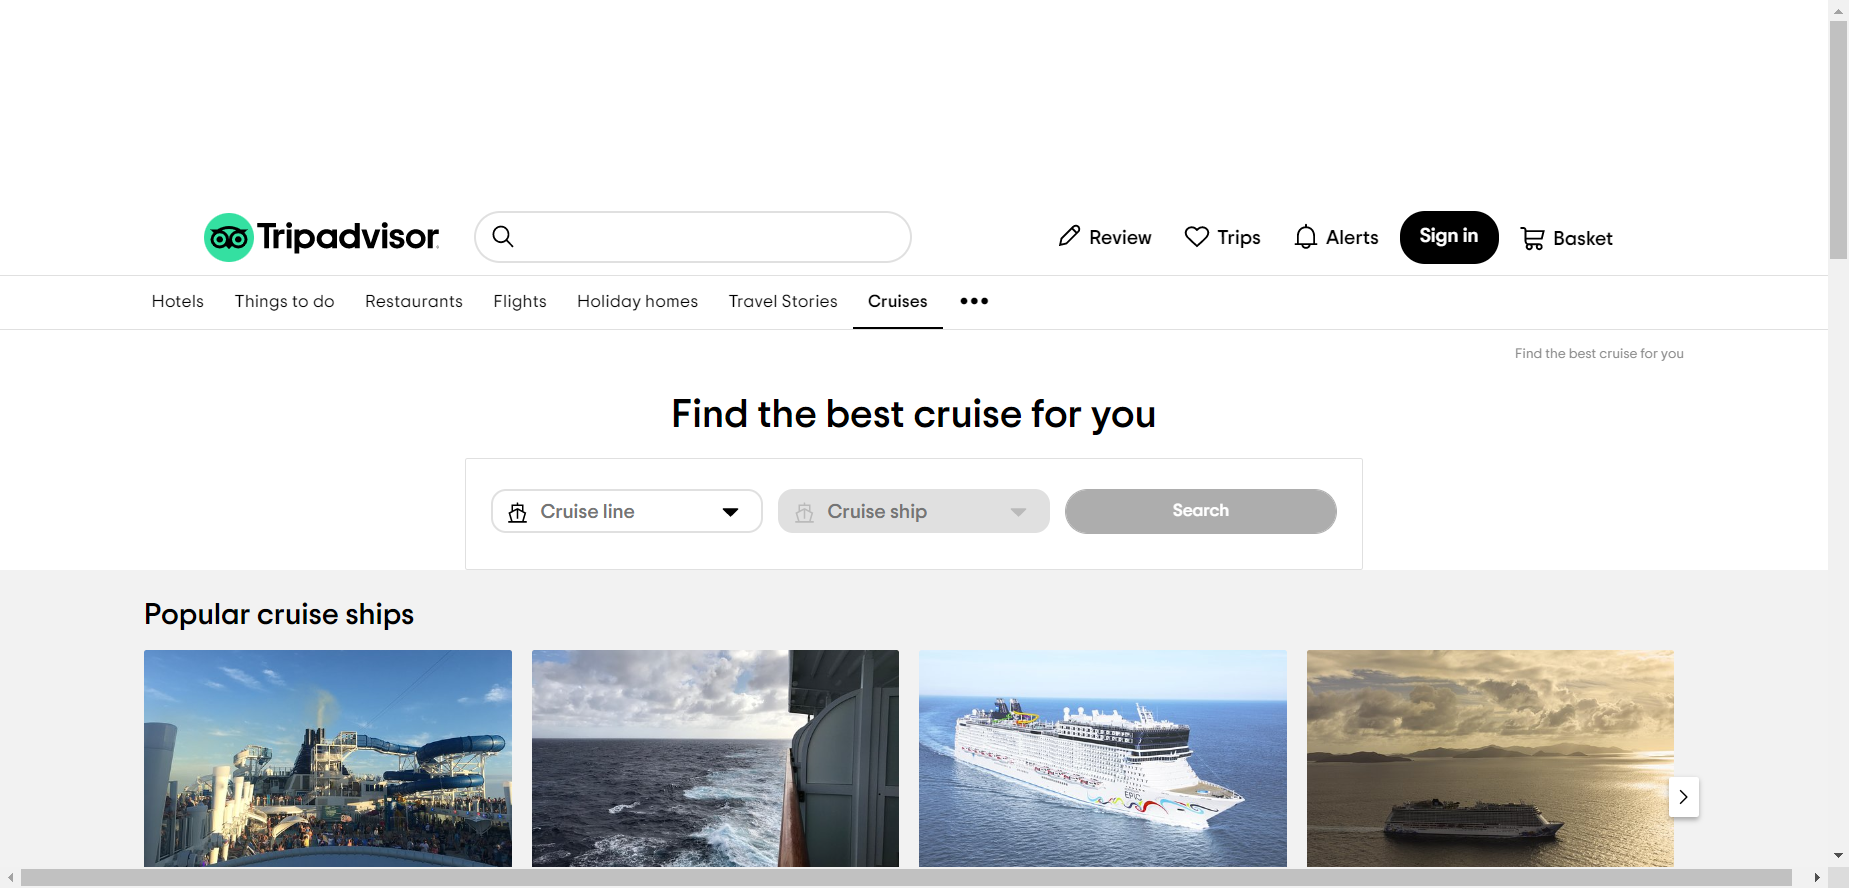 Tripadvisor
Review
Trips
Alerts
Sign in
Basket
Hotels
Things to do
Restaurants
Flights
Holiday homes
Travel Stories
Cruises
Find the best cruise for you
Find the best cruise for you
Cruise line
Cruise ship
Search
Popular cruise ships
EPIC